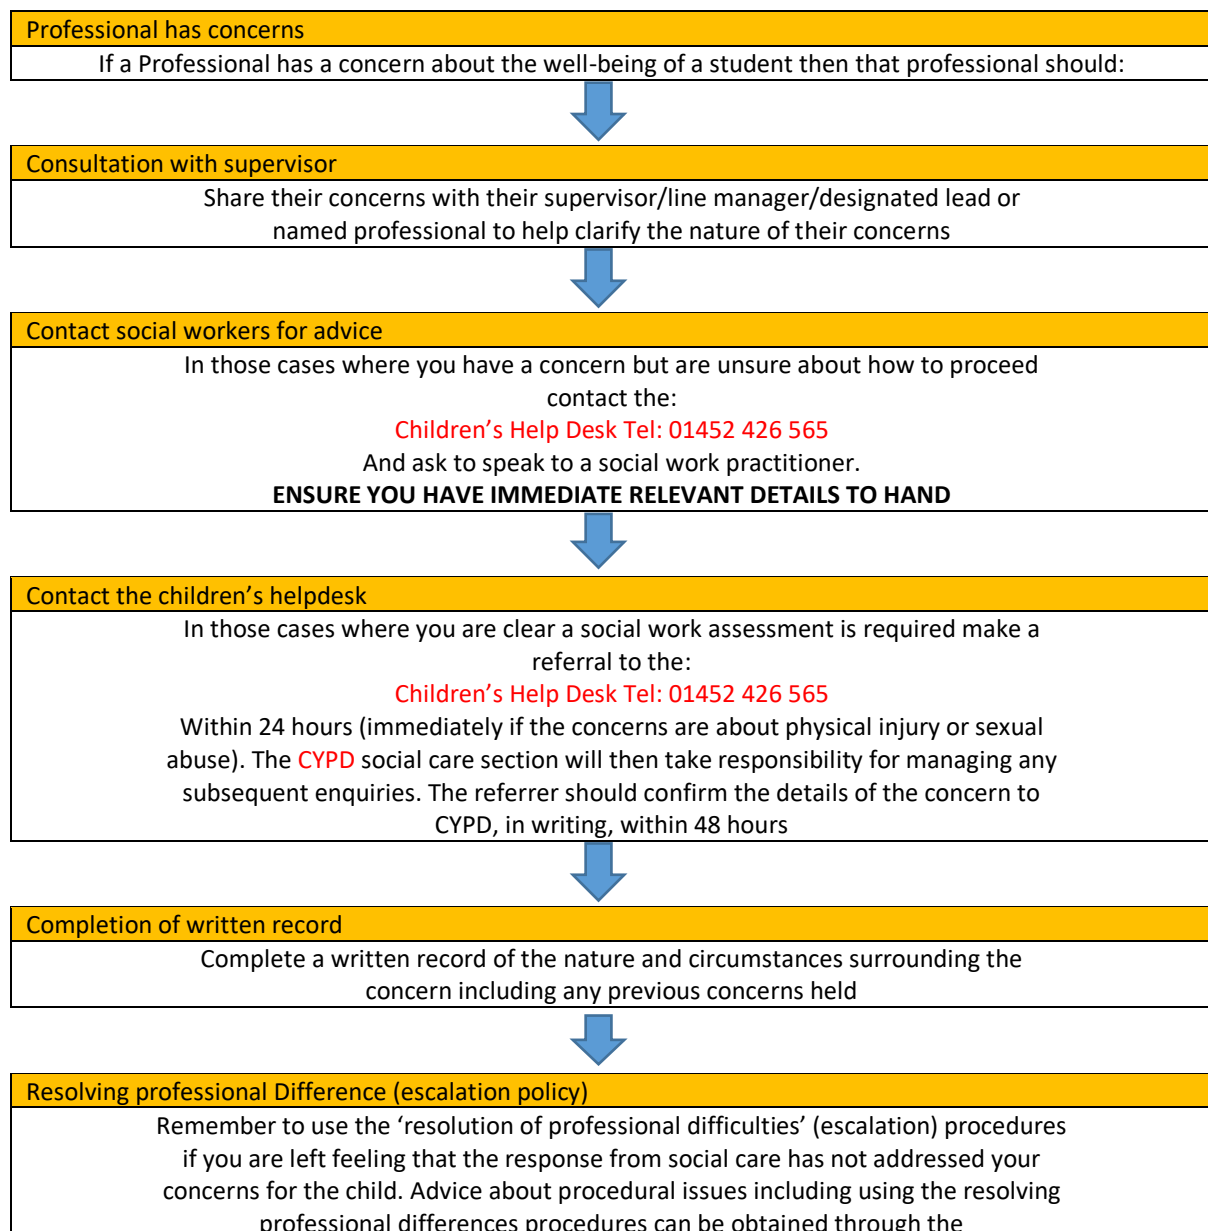 Professional has concerns
If a Professional has a concern about the well-being of a student then that professional should:
Consultation with supervisor
Share their concerns with their supervisor/line manager/designated lead or
named professional to help clarify the nature of their concerns
Contact social workers for advice
In those cases where you have a concern but are unsure about how to proceed
contact the:
Children’s Help Desk Tel: 01452 426 565
And ask to speak to a social work practitioner.
ENSURE YOU HAVE IMMEDIATE RELEVANT DETAILS TO HAND
Contact the children’s helpdesk
In those cases where you are clear a social work assessment is required make a
referral to the:
Children’s Help Desk Tel: 01452 426 565
Within 24 hours (immediately if the concerns are about physical injury or sexual
abuse). The CYPD social care section will then take responsibility for managing any
subsequent enquiries. The referrer should confirm the details of the concern to
CYPD, in writing, within 48 hours
Completion of written record
Complete a written record of the nature and circumstances surrounding the
concern including any previous concerns held
Resolving professional Difference (escalation policy)
Remember to use the ‘resolution of professional difficulties’ (escalation) procedures
if you are left feeling that the response from social care has not addressed your
concerns for the child. Advice about procedural issues including using the resolving
professional differences procedures can be obtained through the